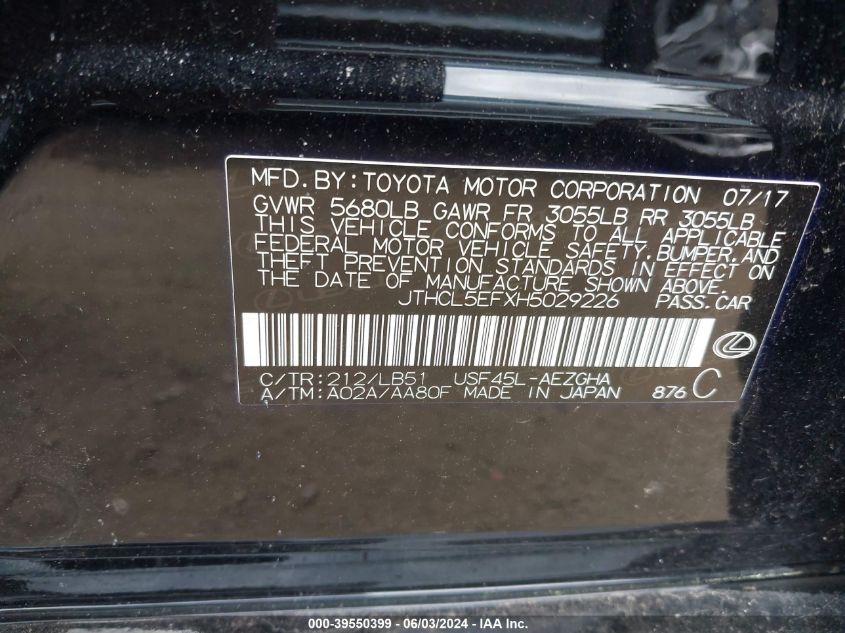 MFD.BY:TOYOTA MOTOR CORPORATION 07/17
GVWR 5680LB GAWR FR 3055LB RR 3055LB
THIS VEHICLE CONFORMS TO ALL APPLICABLE
FEDERAL MOTOR VEHICLE SAFETY,BUMPER,AND
THEFT PREVENTION STANDARDS IN EFFECT ON
THE DATE OF MANUFACTURE SHOWN ABOVE.
JTHCL5EFXH5029226 PASS.CAR
C/TR:212/LB51 USF45L-AEZGHA
A/TM:A02A/AA80F MADE IN JAPAN 876 C
000-39550399 - 06/03/2024 - IAA Inc.